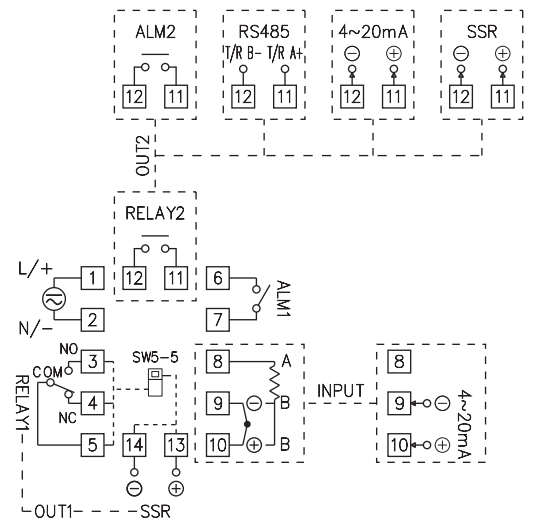 ALM2 RS485 4~20mA SSR
T/R B- T/R A+ ⊖ ⊕ ⊖ ⊕
12 11 12 11 12 11 12 11
OUT2
RELAY2
12 11
L/+ 1 6
N/- 2 7
ALM1
NO 3 SW5-5 8 A 8
COM INPUT
NC 4 9 ⊖ B 9 ⊖
5 14 13 10 ⊕ B 10 ⊕
4~20mA
RELAY1
⊖ ⊕
OUT1 SSR